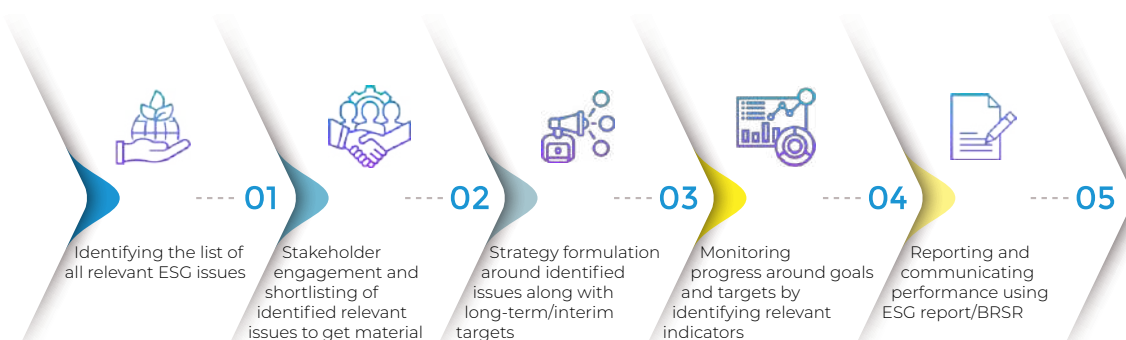 01
Identifying the list of
all relevant ESG issues
02
Stakeholder
engagement and
shortlisting of
identified relevant
issues to get material
03
Strategy formulation
around identified
issues along with
long-term/interim
targets
04
Monitoring
progress around goals
and targets by
identifying relevant
indicators
05
Reporting and
communicating
performance using
ESG report/BRSR